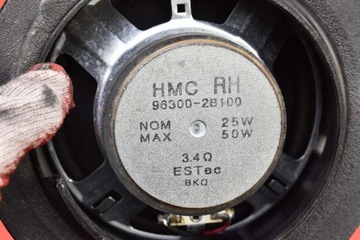 HMC RH
96300-2B100
NOM 25W
MAX 50W
3.4Ω
ESTec
BKQ